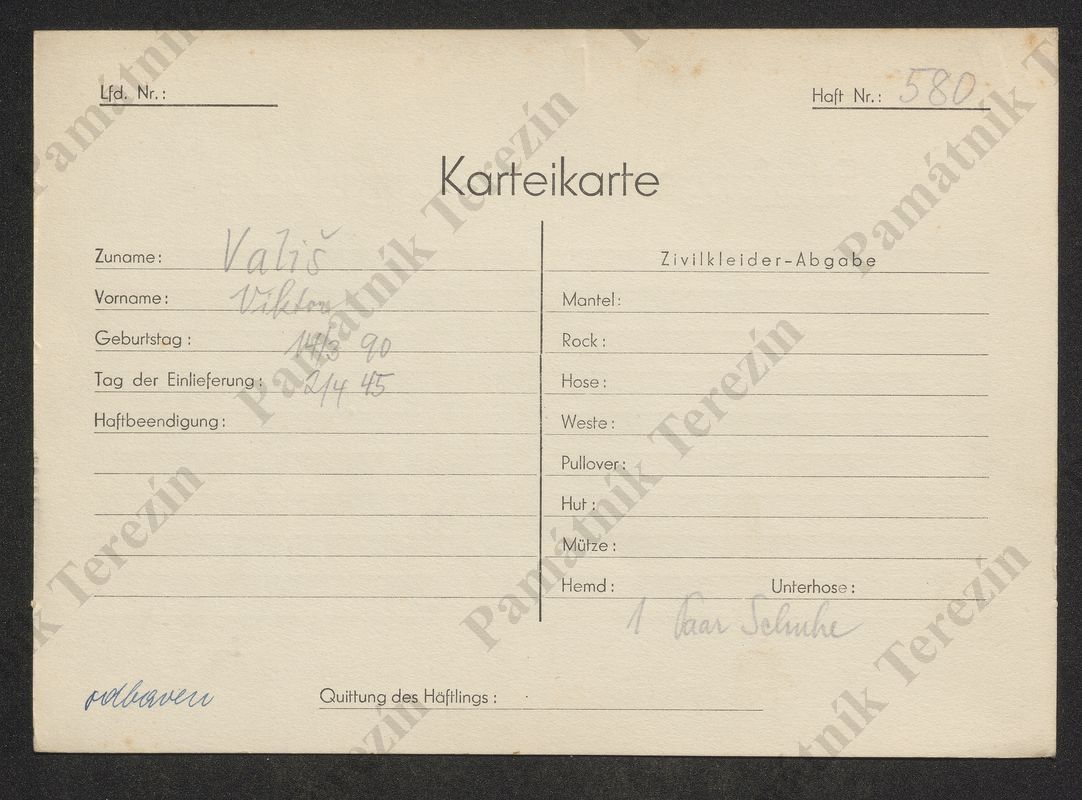 Lfd. Nr.:
Haft Nr.: 580
Karteikarte
Zuname: Vališ
Vorname: Viktor
Geburtstag: 14/3 90
Tag der Einlieferung: 2/4 45
Haftbeendigung:
Zivilkleider-Abgabe
Mantel:
Rock:
Hose:
Weste:
Pullover:
Hut:
Mütze:
Hemd: Unterhose:
1 Paar Schuhe
odbaven
Quittung des Häftlings:
Památník Terezín